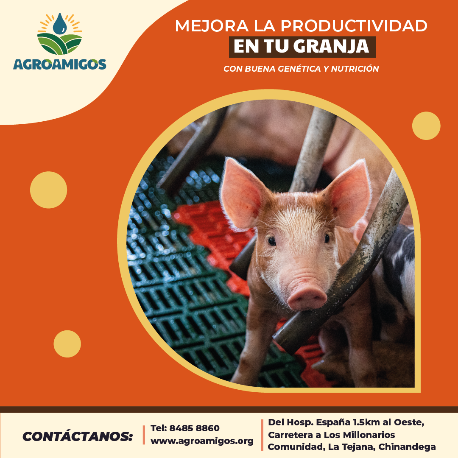 AGROAMIGOS
MEJORA LA PRODUCTIVIDAD
EN TU GRANJA
CON BUENA GENÉTICA Y NUTRICIÓN
CONTÁCTANOS:
Tel: 8485 8860
www.agroamigos.org
Del Hosp. España 1.5km al Oeste,
Carretera a Los Millonarios
Comunidad, La Tejana, Chinandega